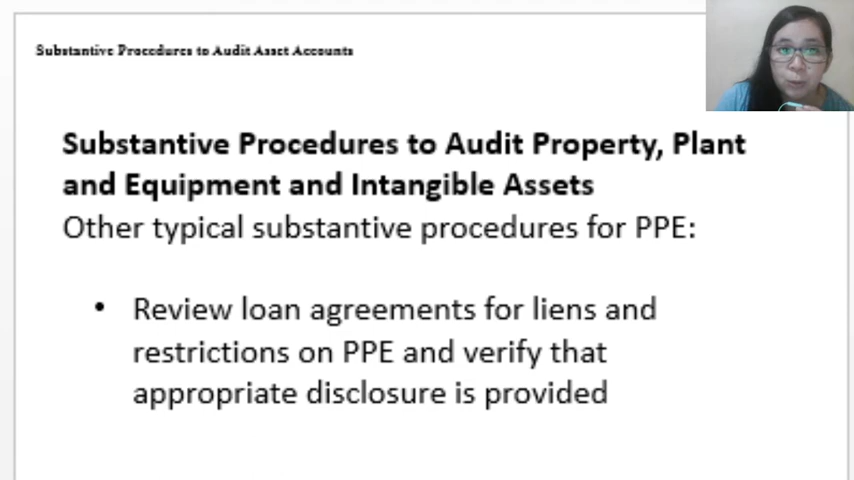 Substantive Procedures to Audit Asset Accounts
Substantive Procedures to Audit Property, Plant
and Equipment and Intangible Assets
Other typical substantive procedures for PPE:
• Review loan agreements for liens and
restrictions on PPE and verify that
appropriate disclosure is provided